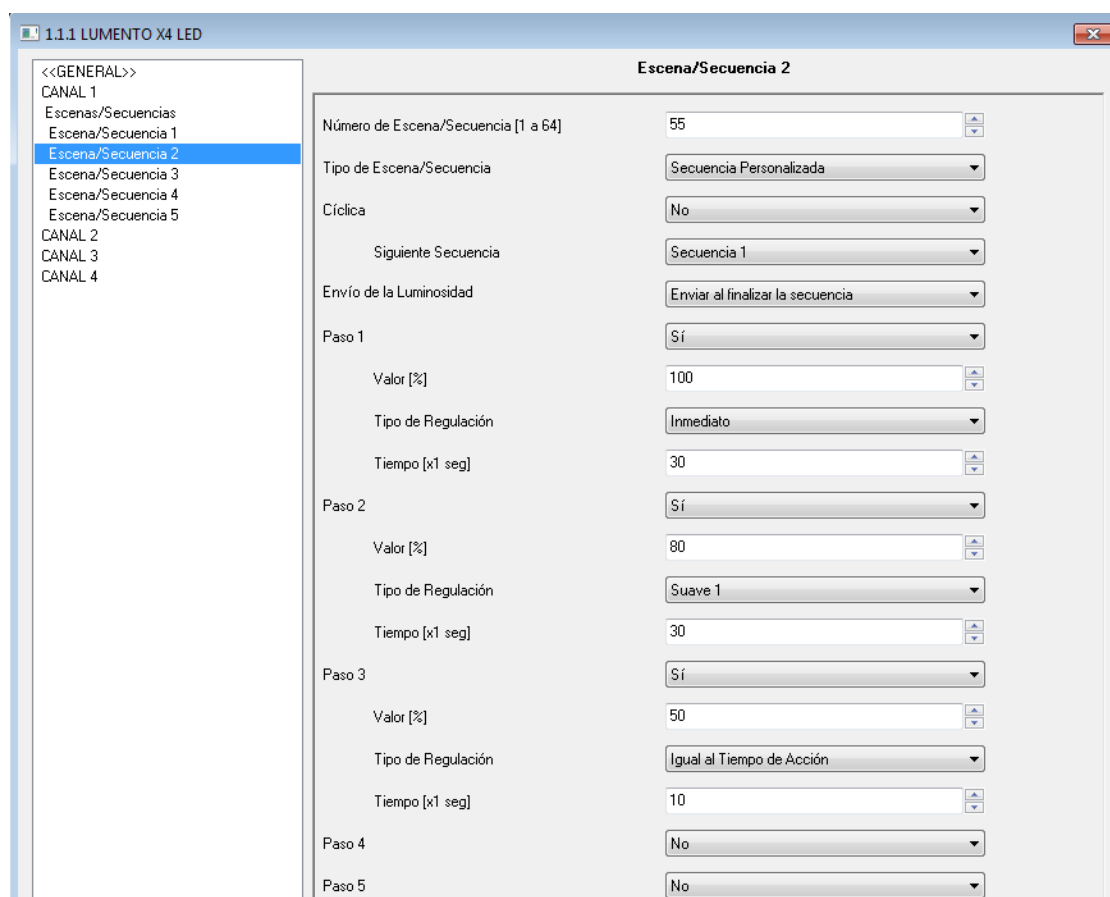 1.1.1 LUMENTO X4 LED
<<GENERAL>>
CANAL 1
Escenas/Secuencias
Escena/Secuencia 1
Escena/Secuencia 2
Escena/Secuencia 3
Escena/Secuencia 4
Escena/Secuencia 5
CANAL 2
CANAL 3
CANAL 4
Escena/Secuencia 2
Número de Escena/Secuencia [1 a 64] 55
Tipo de Escena/Secuencia Secuencia Personalizada
Cíclica No
Siguiente Secuencia Secuencia 1
Envío de la Luminosidad Enviar al finalizar la secuencia
Paso 1 Sí
Valor [%] 100
Tipo de Regulación Inmediato
Tiempo [x1 seg] 30
Paso 2 Sí
Valor [%] 80
Tipo de Regulación Suave 1
Tiempo [x1 seg] 30
Paso 3 Sí
Valor [%] 50
Tipo de Regulación Igual al Tiempo de Acción
Tiempo [x1 seg] 10
Paso 4 No
Paso 5 No